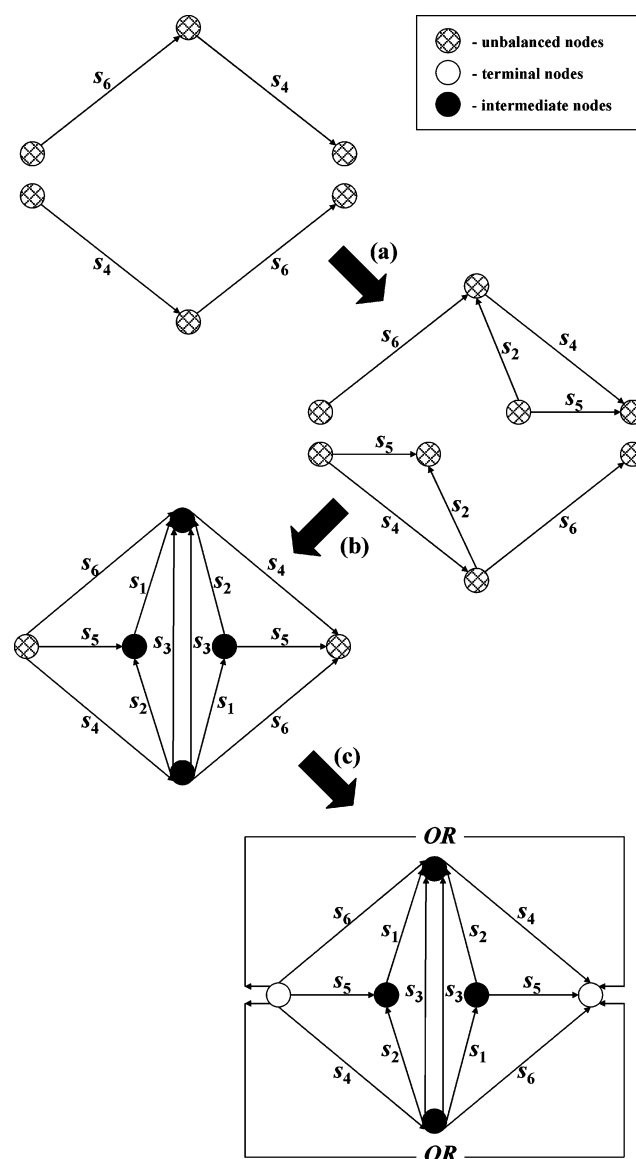 - unbalanced nodes
- terminal nodes
- intermediate nodes
s6
s4
s4
s6
(a)
s6
s2
s4
s5
s5
s2
s4
s6
(b)
s6
s4
s1
s2
s5
s3
s3
s5
s2
s1
s4
s6
(c)
OR
s6
s4
s1
s2
s5
s3
s3
s5
s2
s1
s4
s6
OR